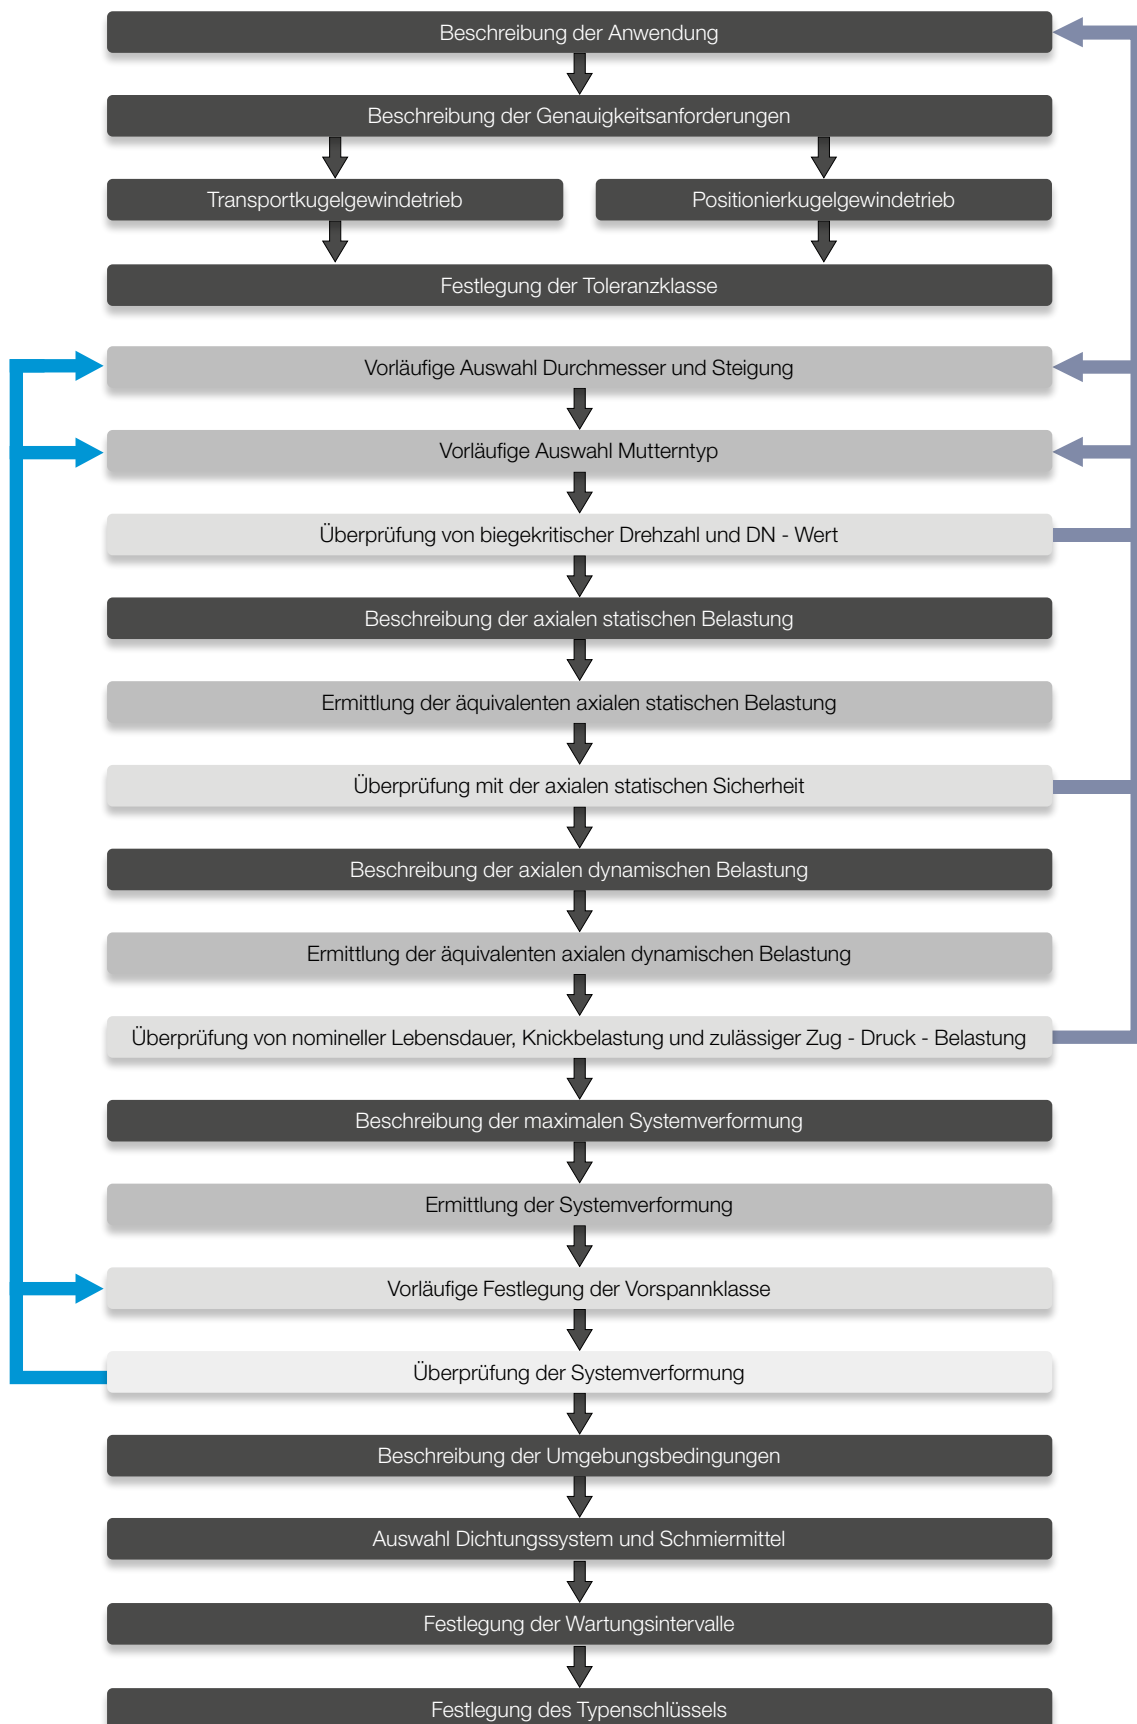 Beschreibung der Anwendung
Beschreibung der Genauigkeitsanforderungen
Transportkugelgewindetrieb
Positionierkugelgewindetrieb
Festlegung der Toleranzklasse
Vorläufige Auswahl Durchmesser und Steigung
Vorläufige Auswahl Mutterntyp
Überprüfung von biegekritischer Drehzahl und DN - Wert
Beschreibung der axialen statischen Belastung
Ermittlung der äquivalenten axialen statischen Belastung
Überprüfung mit der axialen statischen Sicherheit
Beschreibung der axialen dynamischen Belastung
Ermittlung der äquivalenten axialen dynamischen Belastung
Überprüfung von nomineller Lebensdauer, Knickbelastung und zulässiger Zug - Druck - Belastung
Beschreibung der maximalen Systemverformung
Ermittlung der Systemverformung
Vorläufige Festlegung der Vorspannklasse
Überprüfung der Systemverformung
Beschreibung der Umgebungsbedingungen
Auswahl Dichtungssystem und Schmiermittel
Festlegung der Wartungsintervalle
Festlegung des Typenschlüssels